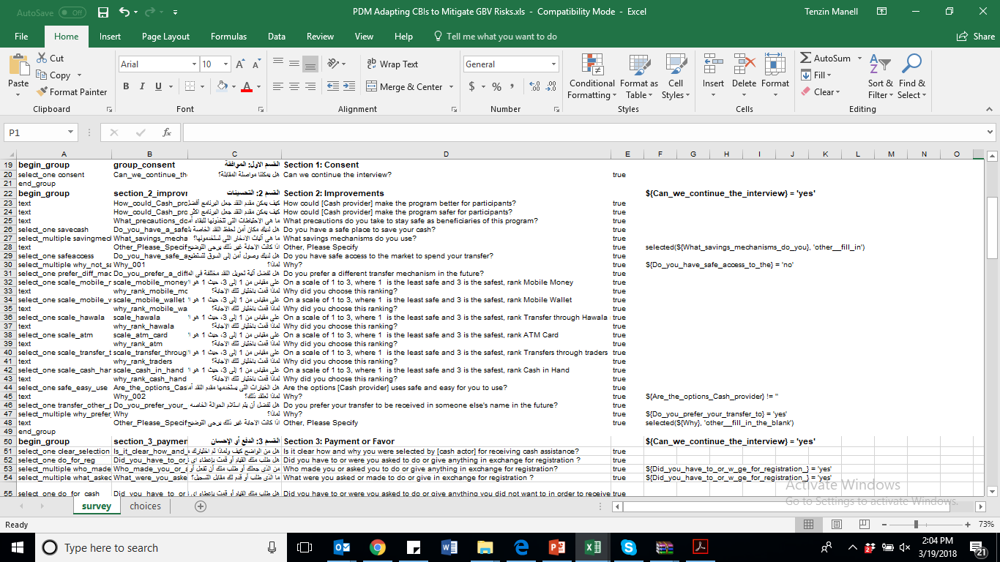 AutoSave Off PDM Adapting CBIs to Mitigate GBV Risks.xls - Compatibility Mode - Excel Tenzin Manell
File Home Insert Page Layout Formulas Data Review View Help Tell me what you want to do Share
Cut
Copy
Format Painter
Paste
Arial 10 A A
B I U A
Wrap Text
Merge & Center
General
$ % ,
Conditional Formatting
Format as Table
Cell Styles
Insert Delete Format
AutoSum
Fill
Clear
Sort & Filter
Find & Select
Clipboard Font Alignment Number Styles Cells Editing
P1 fx
A B C D E F G H I J K L M N O
19 begin_group group_consent القسم الاول: الموافقة Section 1: Consent
20 select_one consent Can_we_continue_th هل يمكننا مواصلة المقابلة؟ Can we continue the interview? true
21 end_group
22 begin_group section_2_improv القسم 2: التحسينات Section 2: Improvements ${Can_we_continue_the_interview} = 'yes'
23 text How_could_Cash_pro كيف يمكن مقدم النقد جعل البرنامج أفضل How could [Cash provider] make the program better for participants? true
24 text How_could_Cash_pro كيف يمكن مقدم النقد جعل البرنامج اكثر How could [Cash provider] make the program safer for participants? true
25 text What_precautions_do ما هي الاحتياطات التي تتخذونها للبقاء What precautions do you take to stay safe as beneficiaries of this program? true
26 select_one savecash Do_you_have_a_safe هل لديك مكان آمن لحفظ النقد الخاصة Do you have a safe place to save your cash? true
27 select_multiple savingmecl What_savings_mecha ما هي آليات الادخار التي تستخدمونها؟ What savings mechanisms do you use? true
28 text Other_Please_Specif اذا كانت الاجابة غير ذلك يرجى التوضيح Other, Please Specify true selected(${What_savings_mechanisms_do_you}, 'other__fill_in')
29 select_one safeaccess Do_you_have_safe_a هل لديك وصول آمن إلى السوق Do you have safe access to the market to spend your transfer? true
30 select_multiple why_not_sa Why_001 لماذا؟ Why? true ${Do_you_have_safe_access_to_the} = 'no'
31 select_one prefer_diff_mac Do_you_prefer_a_diff هل تفضل آلية تحويل النقد مختلفة في Do you prefer a different transfer mechanism in the future? true
32 select_one scale_mobile_r scale_mobile_money على مقياس من 1 إلى 3، حيث 1 هو On a scale of 1 to 3, where 1 is the least safe and 3 is the safest, rank Mobile Money true
33 text why_rank_mobile_mc لماذا قمت باختيار تلك الاجابة؟ Why did you choose this ranking? true
34 select_one scale_mobile_v scale_mobile_wallet على مقياس من 1 إلى 3، حيث 1 هو On a scale of 1 to 3, where 1 is the least safe and 3 is the safest, rank Mobile Wallet true
35 text why_rank_mobile_wa لماذا قمت باختيار تلك الاجابة؟ Why did you choose this ranking? true
36 select_one scale_hawala scale_hawala على مقياس من 1 إلى 3، حيث 1 هو On a scale of 1 to 3, where 1 is the least safe and 3 is the safest, rank Transfer through Hawala true
37 text why_rank_hawala لماذا قمت باختيار تلك الاجابة؟ Why did you choose this ranking? true
38 select_one scale_atm scale_atm_card على مقياس من 1 إلى 3، حيث 1 هو On a scale of 1 to 3, where 1 is the least safe and 3 is the safest, rank ATM Card true
39 text why_rank_atm لماذا قمت باختيار تلك الاجابة؟ Why did you choose this ranking? true
40 select_one scale_transfer_t scale_transfer_throug على مقياس من 1 إلى 3، حيث 1 هو On a scale of 1 to 3, where 1 is the least safe and 3 is the safest, rank Transfers through traders true
41 text why_rank_traders لماذا قمت باختيار تلك الاجابة؟ Why did you choose this ranking? true
42 select_one scale_cash_har scale_cash_in_hand على مقياس من 1 إلى 3، حيث 1 هو On a scale of 1 to 3, where 1 is the least safe and 3 is the safest, rank Cash in Hand true
43 text why_rank_cash_hand لماذا قمت باختيار تلك الاجابة؟ Why did you choose this ranking? true
44 select_one safe_easy_use Are_the_options_Cas هل الخيارات التي يستخدمها مقدم النقد Are the options [Cash provider] uses safe and easy for you to use? true
45 text Why_002 لماذا تعتقد ذلك؟ Why? true ${Are_the_options_Cash_provider} != ''
46 select_one transfer_other_p Do_you_prefer_your_ هل تفضل أن يتم استلام الحوالة الخاصه Do you prefer your transfer to be received in someone else's name in the future? true
47 select_multiple why_prefer Why لماذا؟ Why? true ${Do_you_prefer_your_transfer_to} = 'yes'
48 text Other_Please_Specif اذا كانت الاجابة غير ذلك يرجى التوضيح Other, Please Specify true selected(${Why}, 'other__fill_in_the_blank')
49 end_group
50 begin_group section_3_paymer القسم 3: الدفع أو الإحسان Section 3: Payment or Favor ${Can_we_continue_the_interview} = 'yes'
51 select_one clear_selection Is_it_clear_how_and_ هل من الواضح كيف ولماذا تم اختيارك Is it clear how and why you were selected by [cash actor] for receiving cash assistance? true
52 select_one do_for_reg Did_you_have_to_or_ هل طلب منك القيام أو قمت بإعطاء اي Did you have to or were you asked to do or give anything in exchange for registration ? true
53 select_multiple who_made Who_made_you_or_ من الذي جعلك أو طلب منك أن تفعل أو Who made you or asked you to do or give anything in exchange for registration? true ${Did_you_have_to_or_w_ge_for_registration_} = 'yes'
54 select_multiple what_asked What_were_you_aske ما الذي طلب أو قدم لك مقابل التسجيل؟ What were you asked or made to do or give in exchange for registration ? true ${Did_you_have_to_or_w_ge_for_registration_} = 'yes'
55 select_one do_for_cash Did_you_have_to_or هل طلب منك القيام أو قمت بإعطاء اي Did you have to or were you asked to do or give anything you did not want to in order to receive true
Activate Windows
Go to Settings to activate Windows.
survey choices
Ready 73%
Type here to search
2:04 PM
3/19/2018
21